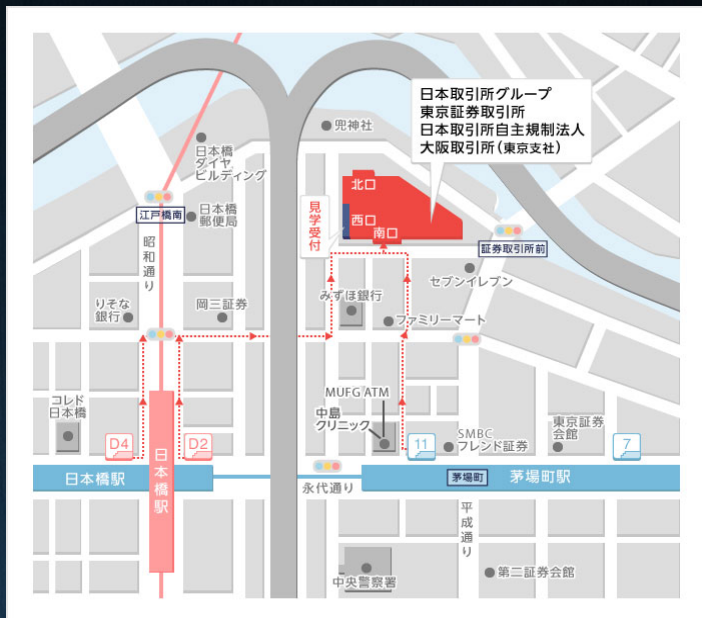 日本取引所グループ
東京証券取引所
日本取引所自主規制法人
大阪取引所(東京支社)
兜神社
日本橋
ダイヤ
ビルディング
北口
見学受付
西口
南口
江戸橋南
日本橋
郵便局
証券取引所前
昭和通り
セブンイレブン
りそな
銀行
岡三証券
みずほ銀行
ファミリーマート
MUFG ATM
コレド
日本橋
中島
クリニック
D4
D2
11
SMBC
フレンド証券
東京証券
会館
7
日本橋駅
日本橋駅
茅場町
茅場町駅
永代通り
平成通り
中央警察署
第二証券会館